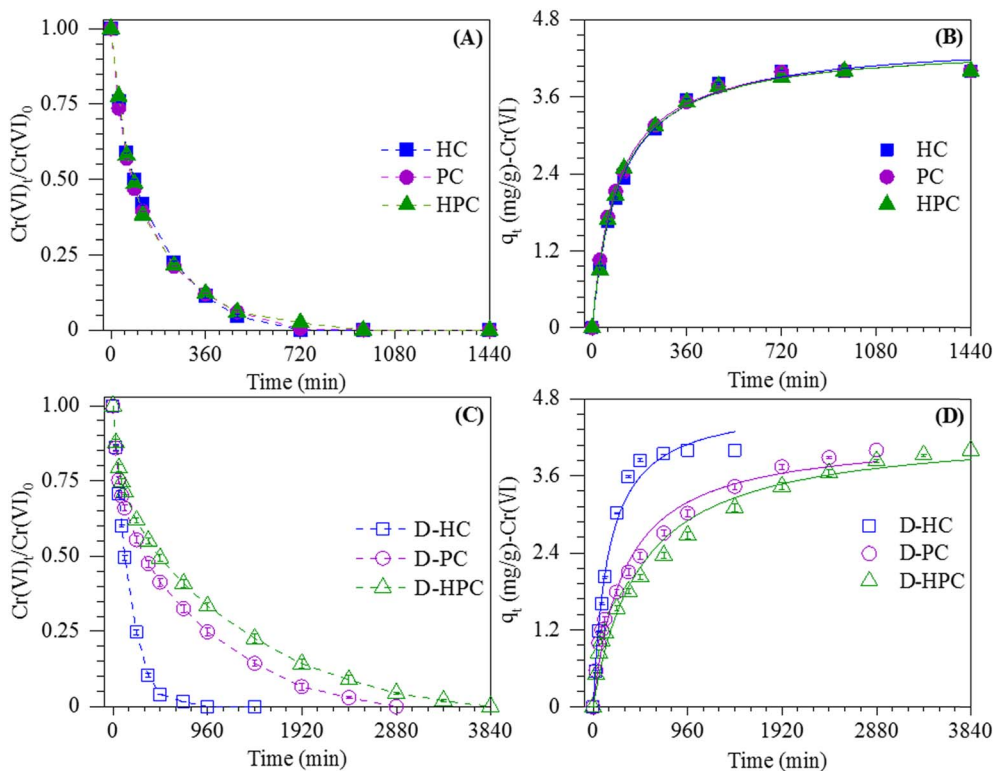 (A)
Cr(VI)t/Cr(VI)0
1.00
0.75
0.50
0.25
0
HC
PC
HPC
0 360 720 1080 1440
Time (min)
(B)
qt (mg/g)-Cr(VI)
4.8
3.6
2.4
1.2
0
HC
PC
HPC
0 360 720 1080 1440
Time (min)
(C)
Cr(VI)t/Cr(VI)0
1.00
0.75
0.50
0.25
0
D-HC
D-PC
D-HPC
0 960 1920 2880 3840
Time (min)
(D)
qt (mg/g)-Cr(VI)
4.8
3.6
2.4
1.2
0
D-HC
D-PC
D-HPC
0 960 1920 2880 3840
Time (min)